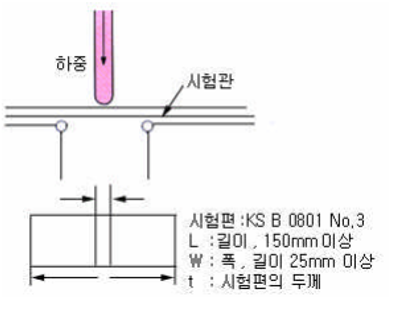 하중
시험관
시험편 :KS B 0801 No,3
L : 길이 , 150mm 이상
W : 폭 , 길이 25mm 이상
t : 시험편의 두께